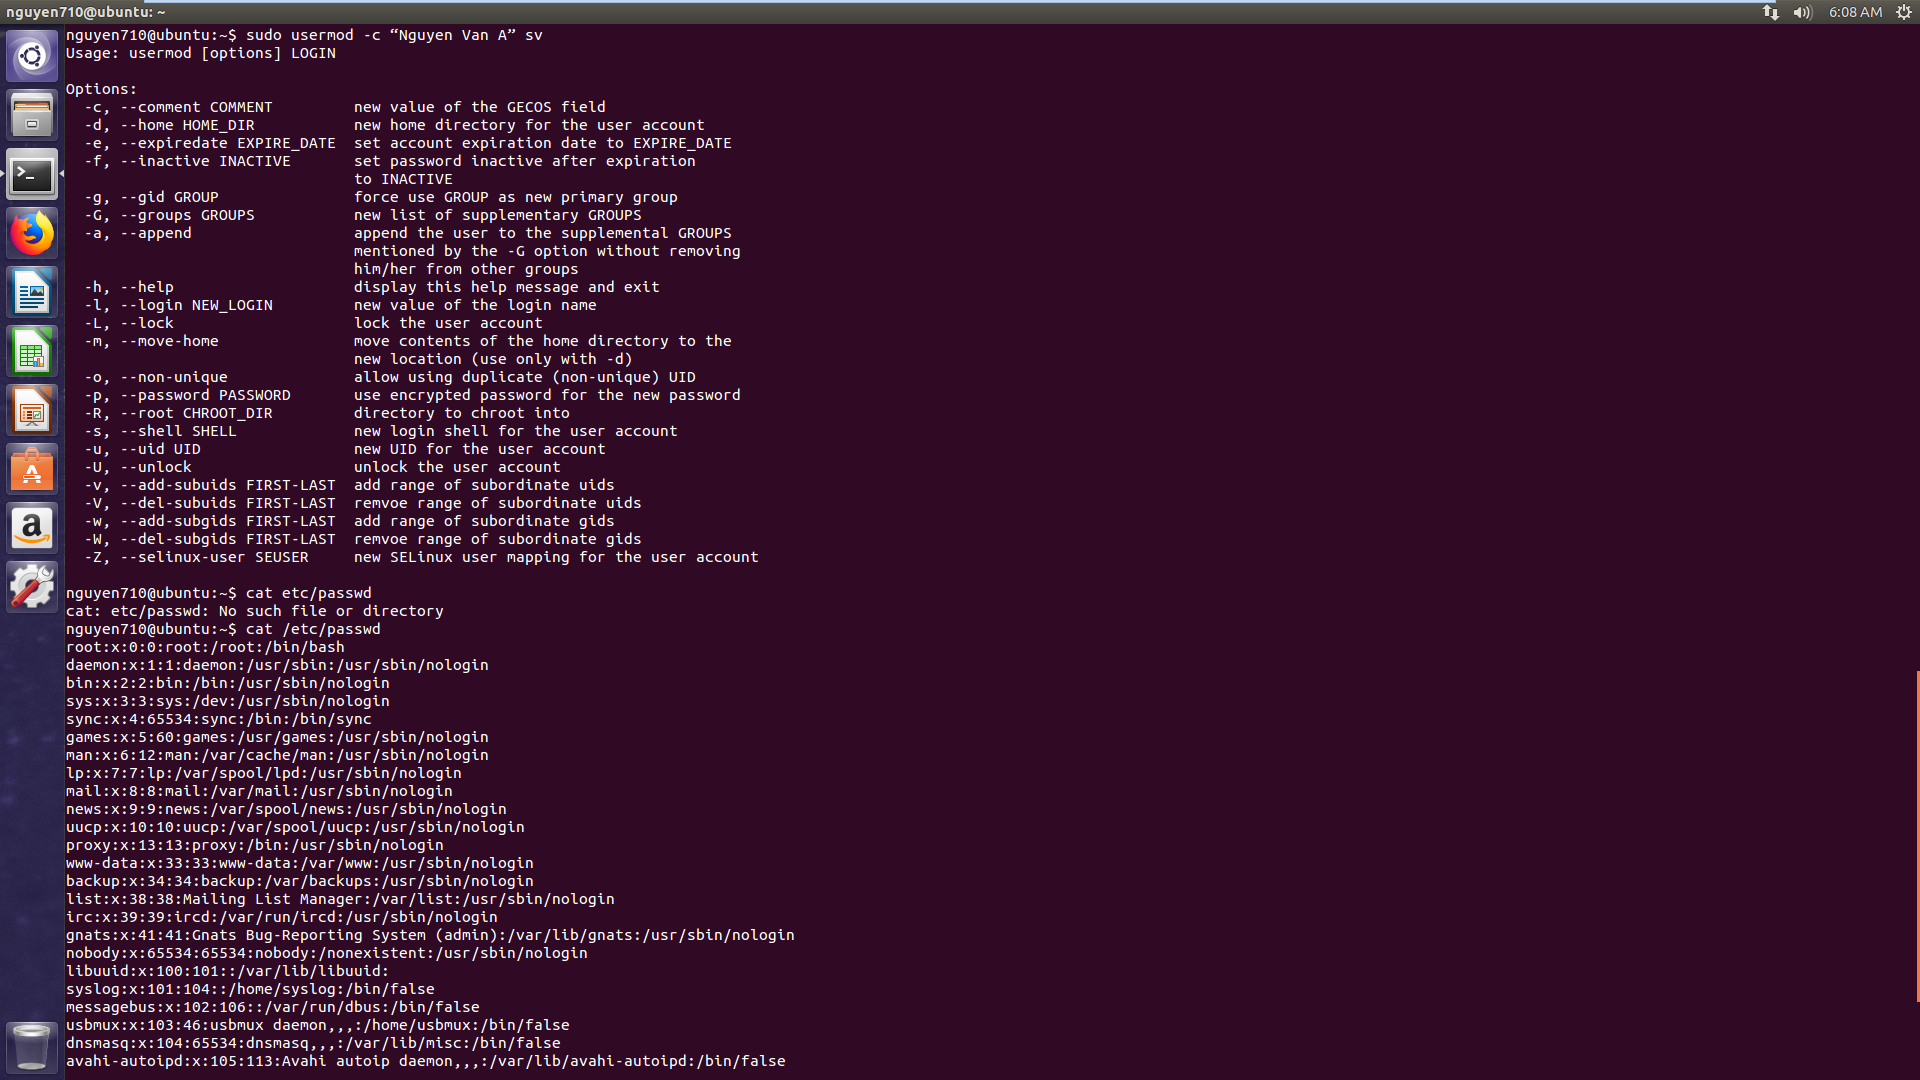 nguyen710@ubuntu: ~
6:08 AM
nguyen710@ubuntu:~$ sudo usermod -c “Nguyen Van A” sv
Usage: usermod [options] LOGIN

Options:
  -c, --comment COMMENT         new value of the GECOS field
  -d, --home HOME_DIR           new home directory for the user account
  -e, --expiredate EXPIRE_DATE  set account expiration date to EXPIRE_DATE
  -f, --inactive INACTIVE       set password inactive after expiration
                                to INACTIVE
  -g, --gid GROUP               force use GROUP as new primary group
  -G, --groups GROUPS           new list of supplementary GROUPS
  -a, --append                  append the user to the supplemental GROUPS
                                mentioned by the -G option without removing
                                him/her from other groups
  -h, --help                    display this help message and exit
  -l, --login NEW_LOGIN         new value of the login name
  -L, --lock                    lock the user account
  -m, --move-home               move contents of the home directory to the
                                new location (use only with -d)
  -o, --non-unique              allow using duplicate (non-unique) UID
  -p, --password PASSWORD       use encrypted password for the new password
  -R, --root CHROOT_DIR         directory to chroot into
  -s, --shell SHELL             new login shell for the user account
  -u, --uid UID                 new UID for the user account
  -U, --unlock                  unlock the user account
  -v, --add-subuids FIRST-LAST  add range of subordinate uids
  -V, --del-subuids FIRST-LAST  remvoe range of subordinate uids
  -w, --add-subgids FIRST-LAST  add range of subordinate gids
  -W, --del-subgids FIRST-LAST  remvoe range of subordinate gids
  -Z, --selinux-user SEUSER     new SELinux user mapping for the user account

nguyen710@ubuntu:~$ cat etc/passwd
cat: etc/passwd: No such file or directory
nguyen710@ubuntu:~$ cat /etc/passwd
root:x:0:0:root:/root:/bin/bash
daemon:x:1:1:daemon:/usr/sbin:/usr/sbin/nologin
bin:x:2:2:bin:/bin:/usr/sbin/nologin
sys:x:3:3:sys:/dev:/usr/sbin/nologin
sync:x:4:65534:sync:/bin:/bin/sync
games:x:5:60:games:/usr/games:/usr/sbin/nologin
man:x:6:12:man:/var/cache/man:/usr/sbin/nologin
lp:x:7:7:lp:/var/spool/lpd:/usr/sbin/nologin
mail:x:8:8:mail:/var/mail:/usr/sbin/nologin
news:x:9:9:news:/var/spool/news:/usr/sbin/nologin
uucp:x:10:10:uucp:/var/spool/uucp:/usr/sbin/nologin
proxy:x:13:13:proxy:/bin:/usr/sbin/nologin
www-data:x:33:33:www-data:/var/www:/usr/sbin/nologin
backup:x:34:34:backup:/var/backups:/usr/sbin/nologin
list:x:38:38:Mailing List Manager:/var/list:/usr/sbin/nologin
irc:x:39:39:ircd:/var/run/ircd:/usr/sbin/nologin
gnats:x:41:41:Gnats Bug-Reporting System (admin):/var/lib/gnats:/usr/sbin/nologin
nobody:x:65534:65534:nobody:/nonexistent:/usr/sbin/nologin
libuuid:x:100:101::/var/lib/libuuid:
syslog:x:101:104::/home/syslog:/bin/false
messagebus:x:102:106::/var/run/dbus:/bin/false
usbmux:x:103:46:usbmux daemon,,,:/home/usbmux:/bin/false
dnsmasq:x:104:65534:dnsmasq,,,:/var/lib/misc:/bin/false
avahi-autoipd:x:105:113:Avahi autoip daemon,,,:/var/lib/avahi-autoipd:/bin/false